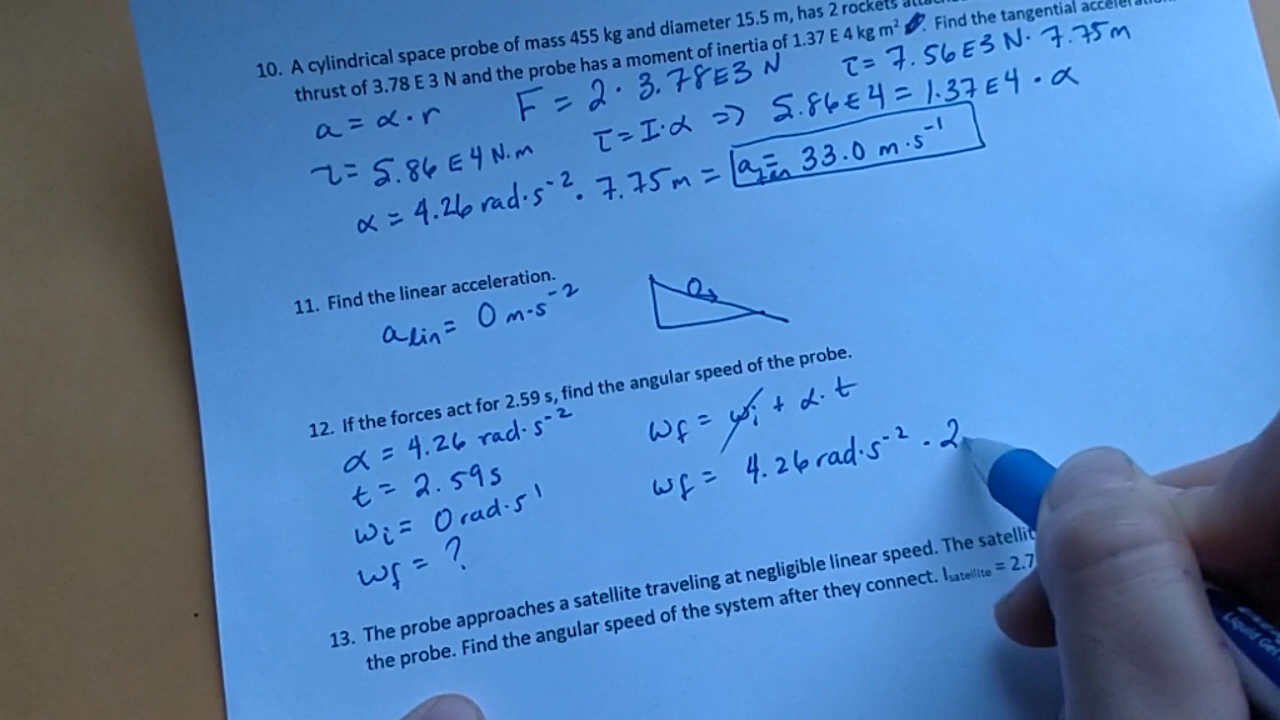 10. A cylindrical space probe of mass 455 kg and diameter 15.5 m, has 2 rockets
thrust of 3.78 E 3 N and the probe has a moment of inertia of 1.37 E 4 kg m². Find the tangential
a = α · r F = 2 · 3.78E3 N τ = 7.56E3 N · 7.75m
τ = 5.86 E4 N·m τ = I·α => 5.86E4 = 1.37E4 · α
α = 4.26 rad·s⁻² · 7.75m = a_tan = 33.0 m·s⁻¹
11. Find the linear acceleration.
a_lin = 0 m·s⁻²
12. If the forces act for 2.59 s, find the angular speed of the probe.
α = 4.26 rad·s⁻² ωf = ωi + α·t
t = 2.59s ωf = 4.26 rad·s⁻² · 2
ωi = 0 rad·s¹
ωf = ?
13. The probe approaches a satellite traveling at negligible linear speed. The
the probe. Find the angular speed of the system after they connect. I_satellite = 2.7
Liquid Gel